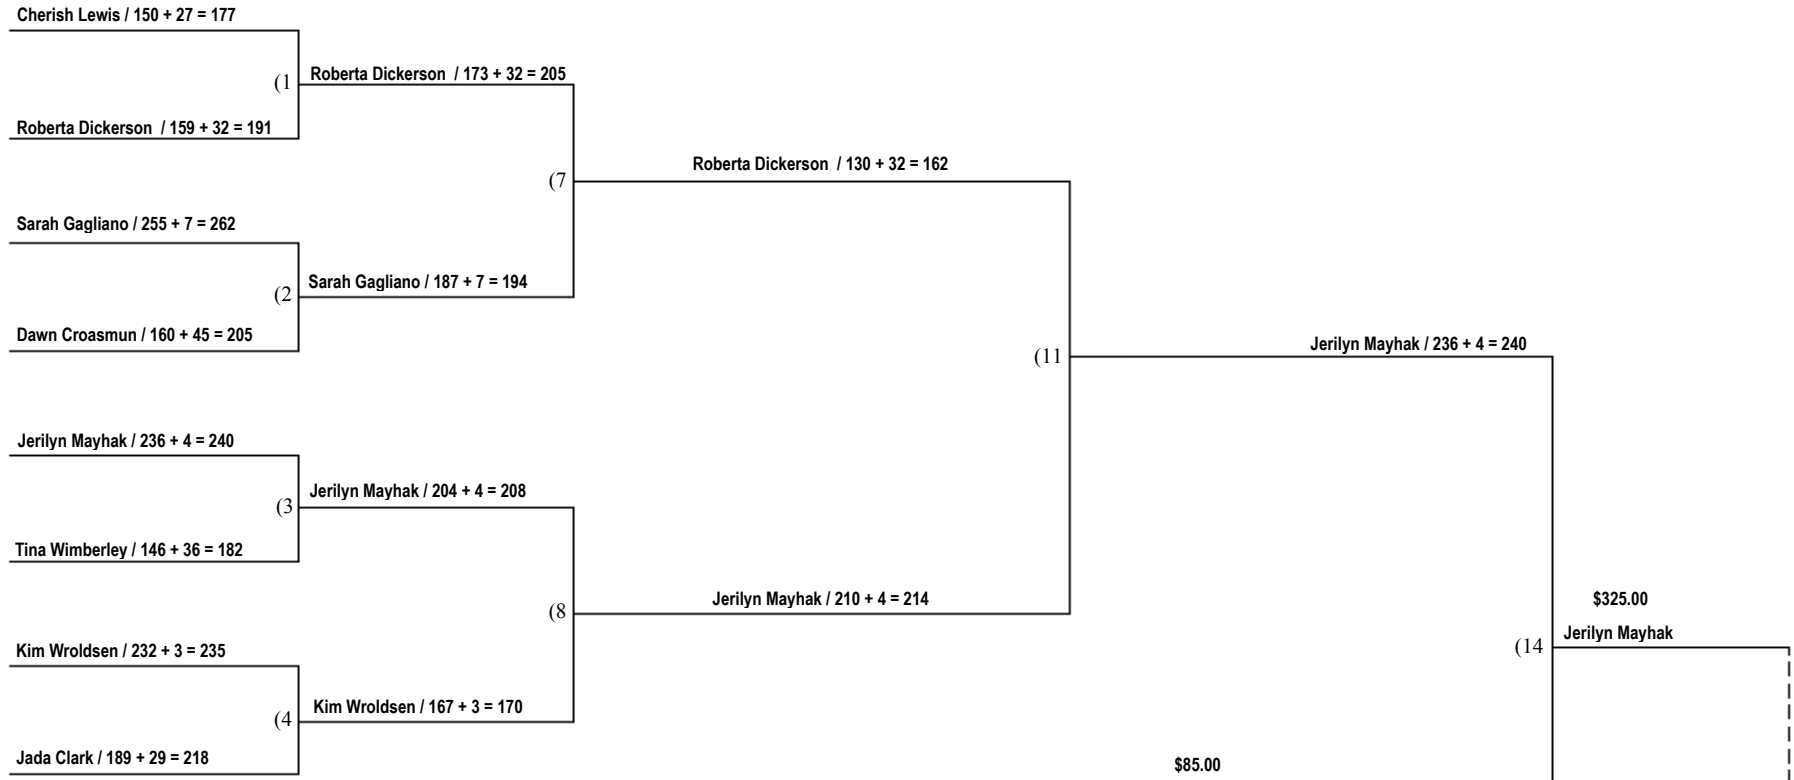 Cherish Lewis / 150 + 27 = 177
(1
Roberta Dickerson / 173 + 32 = 205
Roberta Dickerson / 159 + 32 = 191
(7
Roberta Dickerson / 130 + 32 = 162
Sarah Gagliano / 255 + 7 = 262
(2
Sarah Gagliano / 187 + 7 = 194
Dawn Croasmun / 160 + 45 = 205
(11
Jerilyn Mayhak / 236 + 4 = 240
Jerilyn Mayhak / 236 + 4 = 240
(3
Jerilyn Mayhak / 204 + 4 = 208
Tina Wimberley / 146 + 36 = 182
(8
Jerilyn Mayhak / 210 + 4 = 214
$325.00
(14
Jerilyn Mayhak
Kim Wroldsen / 232 + 3 = 235
(4
Kim Wroldsen / 167 + 3 = 170
Jada Clark / 189 + 29 = 218
$85.00